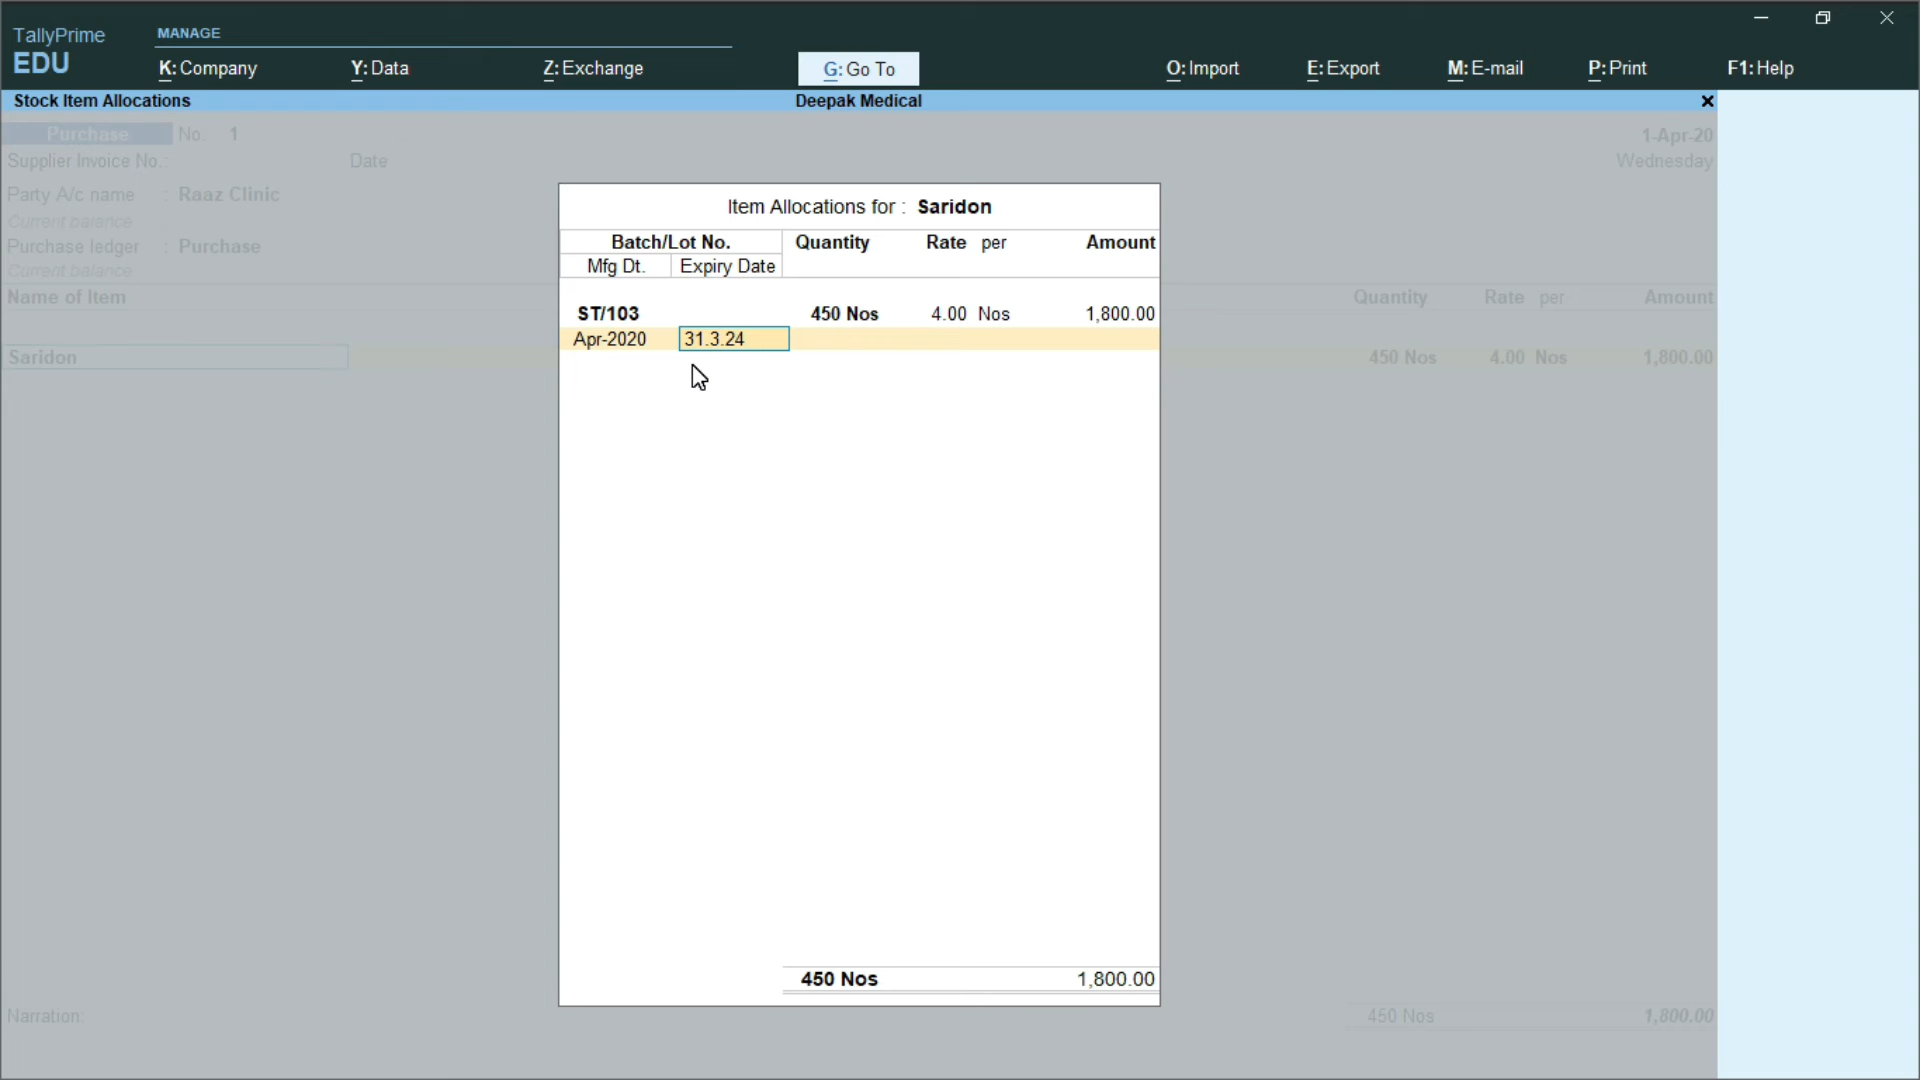 TallyPrime
EDU
MANAGE
K:Company Y:Data Z:Exchange G:Go To O:Import E:Export M:E-mail P:Print F1:Help
Stock Item Allocations Deepak Medical
Purchase No. 1 1-Apr-20
Supplier Invoice No.: Date Wednesday
Party A/c name : Raaz Clinic
Current balance
Purchase ledger : Purchase
Current balance
Name of Item Quantity Rate per Amount
Saridon 450 Nos 4.00 Nos 1,800.00
Item Allocations for : Saridon
Batch/Lot No. Quantity Rate per Amount
Mfg Dt. Expiry Date
ST/103 450 Nos 4.00 Nos 1,800.00
Apr-2020 31.3.24
450 Nos 1,800.00
Narration: 450 Nos 1,800.00